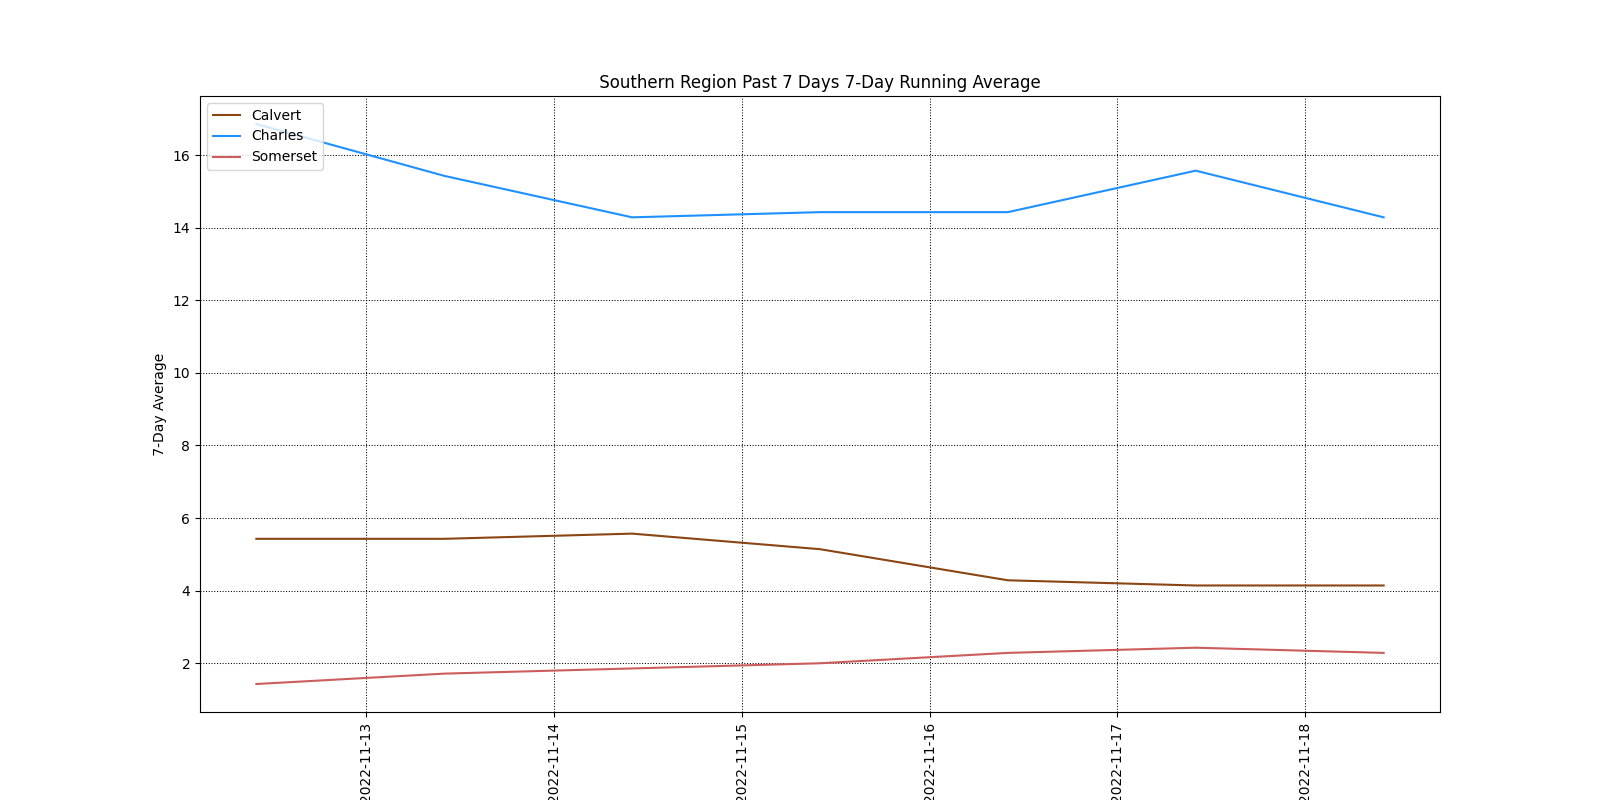 Southern Region Past 7 Days 7-Day Running Average
Calvert
Charles
Somerset
7-Day Average
16
14
12
10
8
6
4
2
2022-11-13
2022-11-14
2022-11-15
2022-11-16
2022-11-17
2022-11-18